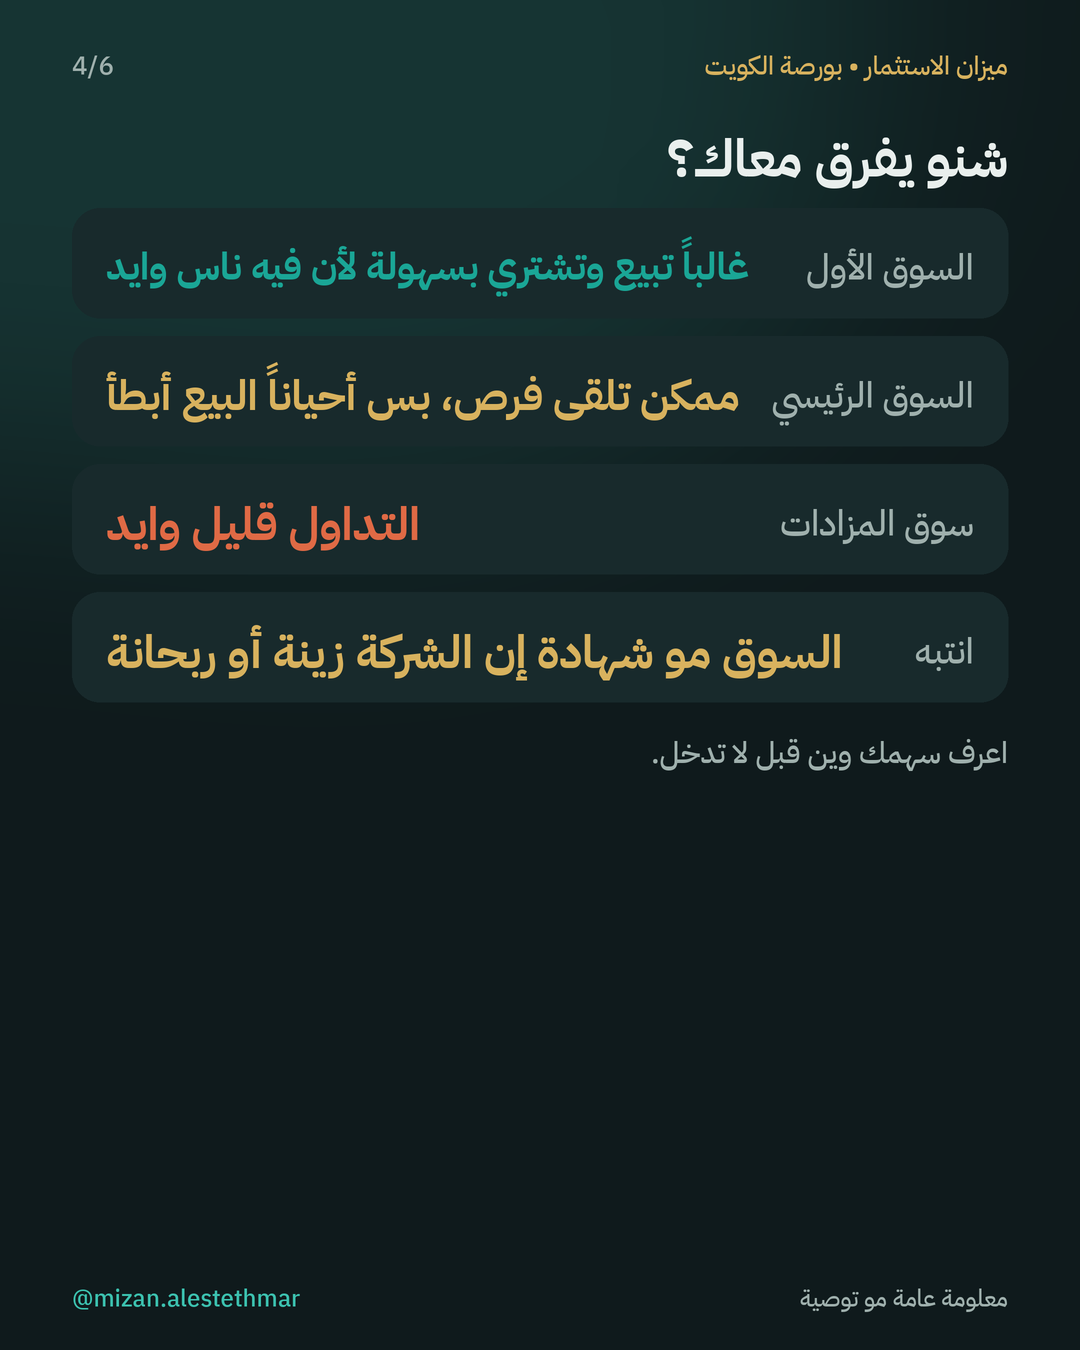 ميزان الاستثمار • بورصة الكويت
4/6
شنو يفرق معاك؟
السوق الأول غالباً تبيع وتشتري بسهولة لأن فيه ناس وايد
السوق الرئيسي ممكن تلقى فرص، بس أحياناً البيع أبطأ
سوق المزادات التداول قليل وايد
انتبه السوق مو شهادة إن الشركة زينة أو ربحانة
اعرف سهمك وين قبل لا تدخل.
معلومة عامة مو توصية
@mizan.alestethmar